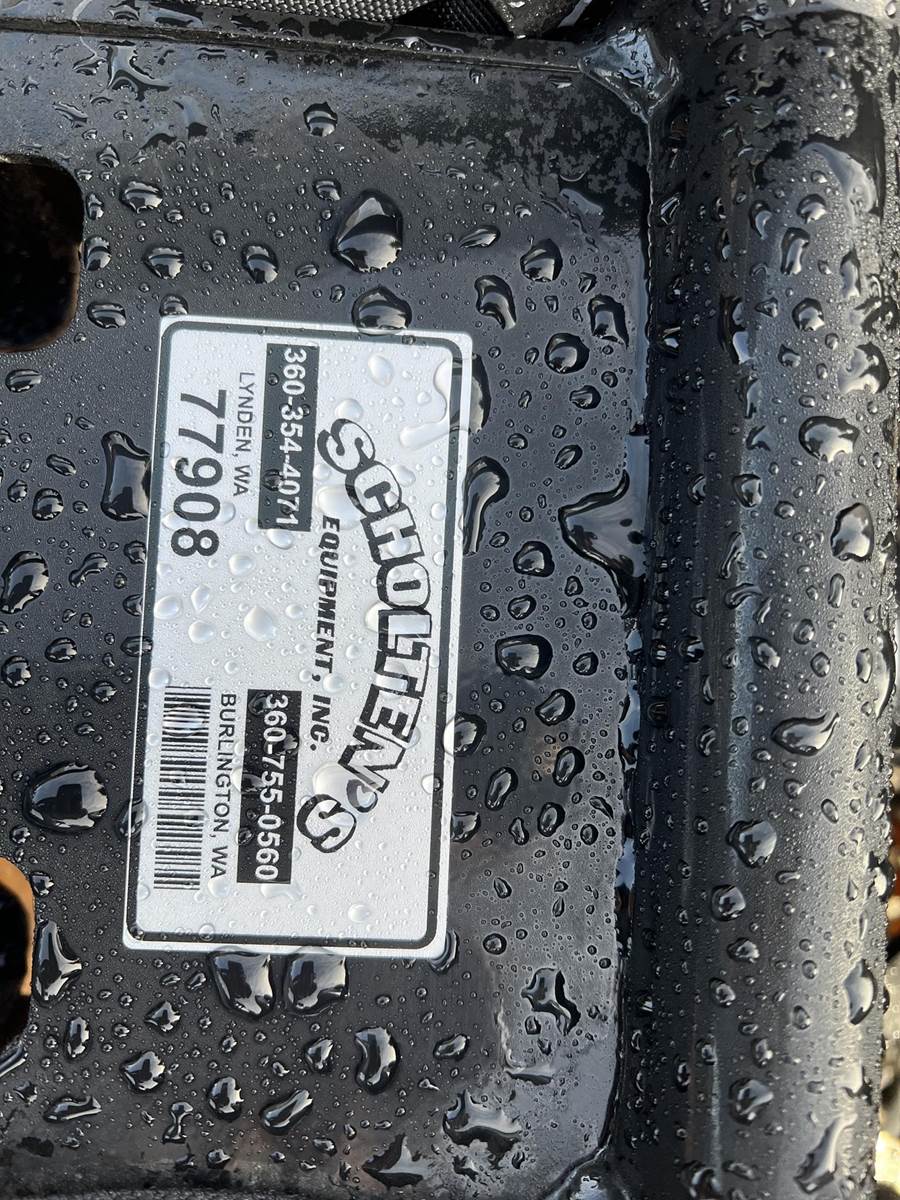 SCHOLTEN'S
EQUIPMENT, INC.
360-354-4071
LYNDEN, WA
77908
360-755-0560
BURLINGTON, WA